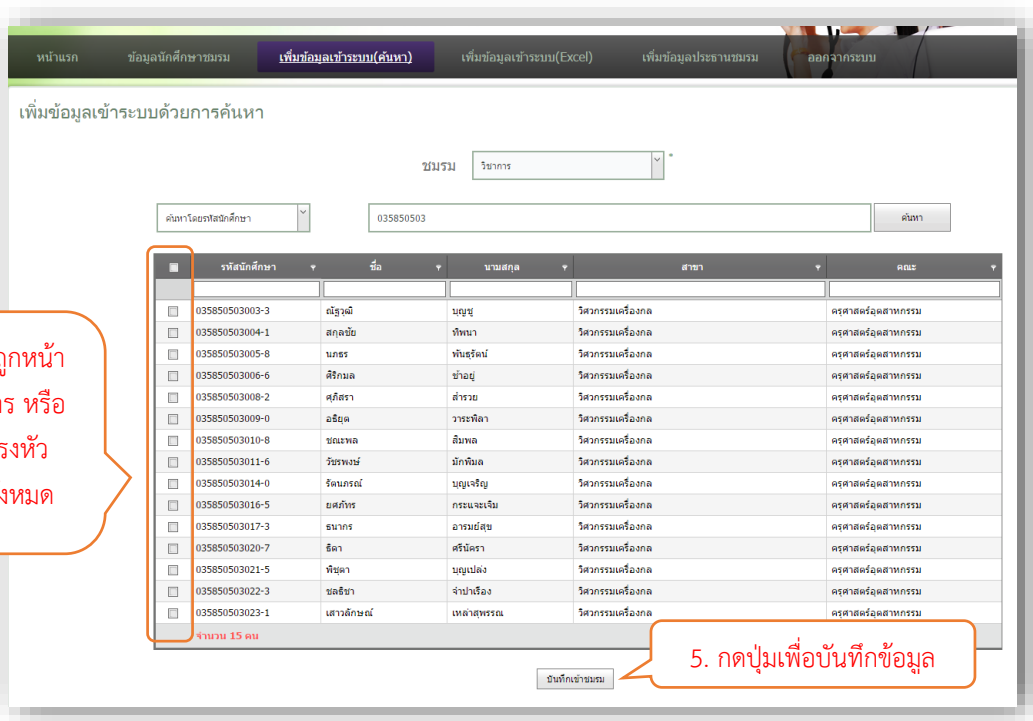 หน้าแรก ข้อมูลนักศึกษาชมรม เพิ่มข้อมูลเข้าระบบ(ค้นหา) เพิ่มข้อมูลเข้าระบบ(Excel) เพิ่มข้อมูลประธานชมรม ออกจากระบบ
เพิ่มข้อมูลเข้าระบบด้วยการค้นหา
ชมรม วิชาการ *
ค้นหาโดยรหัสนักศึกษา 035850503 ค้นหา
รหัสนักศึกษา ชื่อ นามสกุล สาขา คณะ
035850503003-3 ณัฐวุฒิ บุญชู วิศวกรรมเครื่องกล ครุศาสตร์อุตสาหกรรม
035850503004-1 สกุลชัย ทิพนา วิศวกรรมเครื่องกล ครุศาสตร์อุตสาหกรรม
035850503005-8 นภธร พันธุรัตน์ วิศวกรรมเครื่องกล ครุศาสตร์อุตสาหกรรม
035850503006-6 ศิริกมล ขำอยู่ วิศวกรรมเครื่องกล ครุศาสตร์อุตสาหกรรม
035850503008-2 ศุภิสรา สำรวย วิศวกรรมเครื่องกล ครุศาสตร์อุตสาหกรรม
035850503009-0 อธิยุต วาระพิลา วิศวกรรมเครื่องกล ครุศาสตร์อุตสาหกรรม
035850503010-8 ชณะพล สิมพล วิศวกรรมเครื่องกล ครุศาสตร์อุตสาหกรรม
035850503011-6 วัชรพงษ์ มักพิมล วิศวกรรมเครื่องกล ครุศาสตร์อุตสาหกรรม
035850503014-0 รัตนภรณ์ บุญเจริญ วิศวกรรมเครื่องกล ครุศาสตร์อุตสาหกรรม
035850503016-5 ยศภัทร กระแจะเจิม วิศวกรรมเครื่องกล ครุศาสตร์อุตสาหกรรม
035850503017-3 ธนากร อารมย์สุข วิศวกรรมเครื่องกล ครุศาสตร์อุตสาหกรรม
035850503020-7 ธิดา ศรีนัครา วิศวกรรมเครื่องกล ครุศาสตร์อุตสาหกรรม
035850503021-5 พิชุดา บุญเปล่ง วิศวกรรมเครื่องกล ครุศาสตร์อุตสาหกรรม
035850503022-3 ชลธิชา จำปาเรือง วิศวกรรมเครื่องกล ครุศาสตร์อุตสาหกรรม
035850503023-1 เสาวลักษณ์ เหล่าสุพรรณ วิศวกรรมเครื่องกล ครุศาสตร์อุตสาหกรรม
จำนวน 15 คน
หรือ
5. กดปุ่มเพื่อบันทึกข้อมูล
บันทึกเข้าชมรม